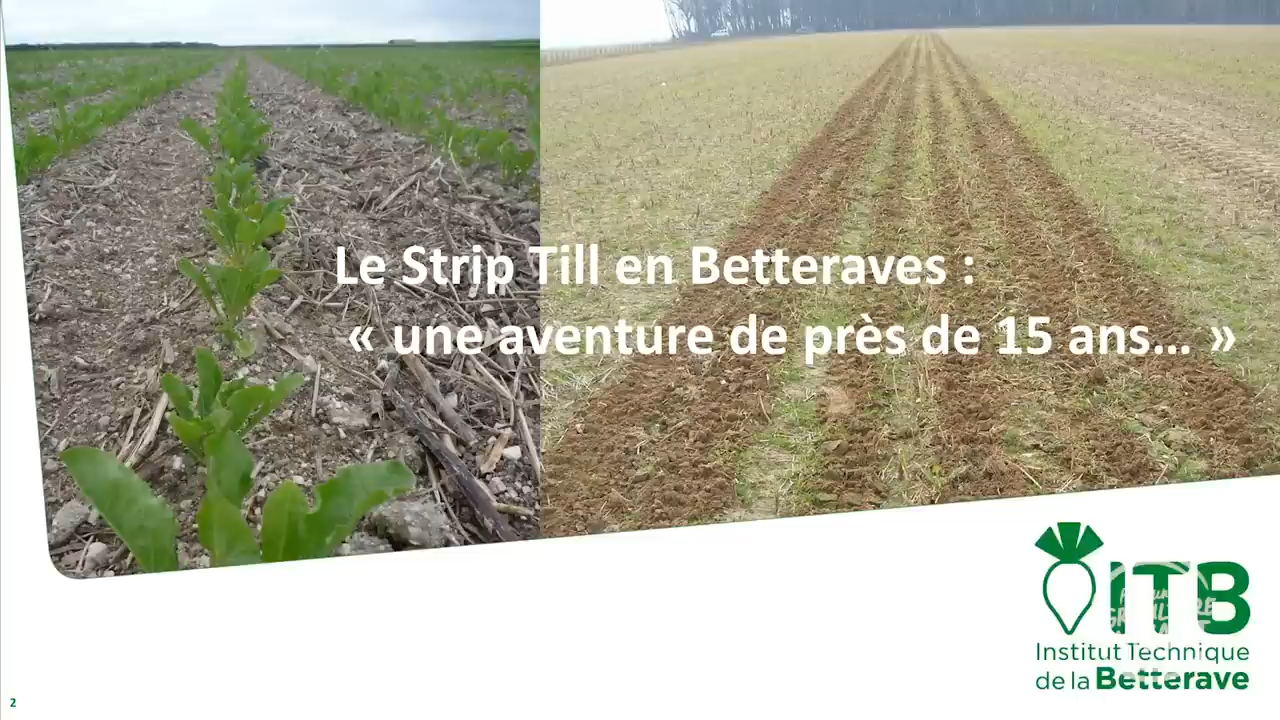 Le Strip Till en Betteraves :
« une aventure de près de 15 ans... »
ITB
Institut Technique
de la Betterave
2